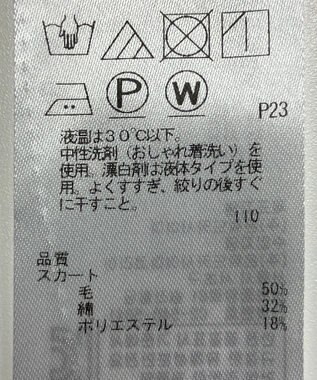 P W P23
液温は30℃以下。
中性洗剤(おしゃれ着洗い)を
使用。漂白剤は液体タイプを使
用。よくすすぎ、絞りの後すぐ
に干すこと。
110
品質
スカート
毛 50%
綿 32%
ポリエステル 18%